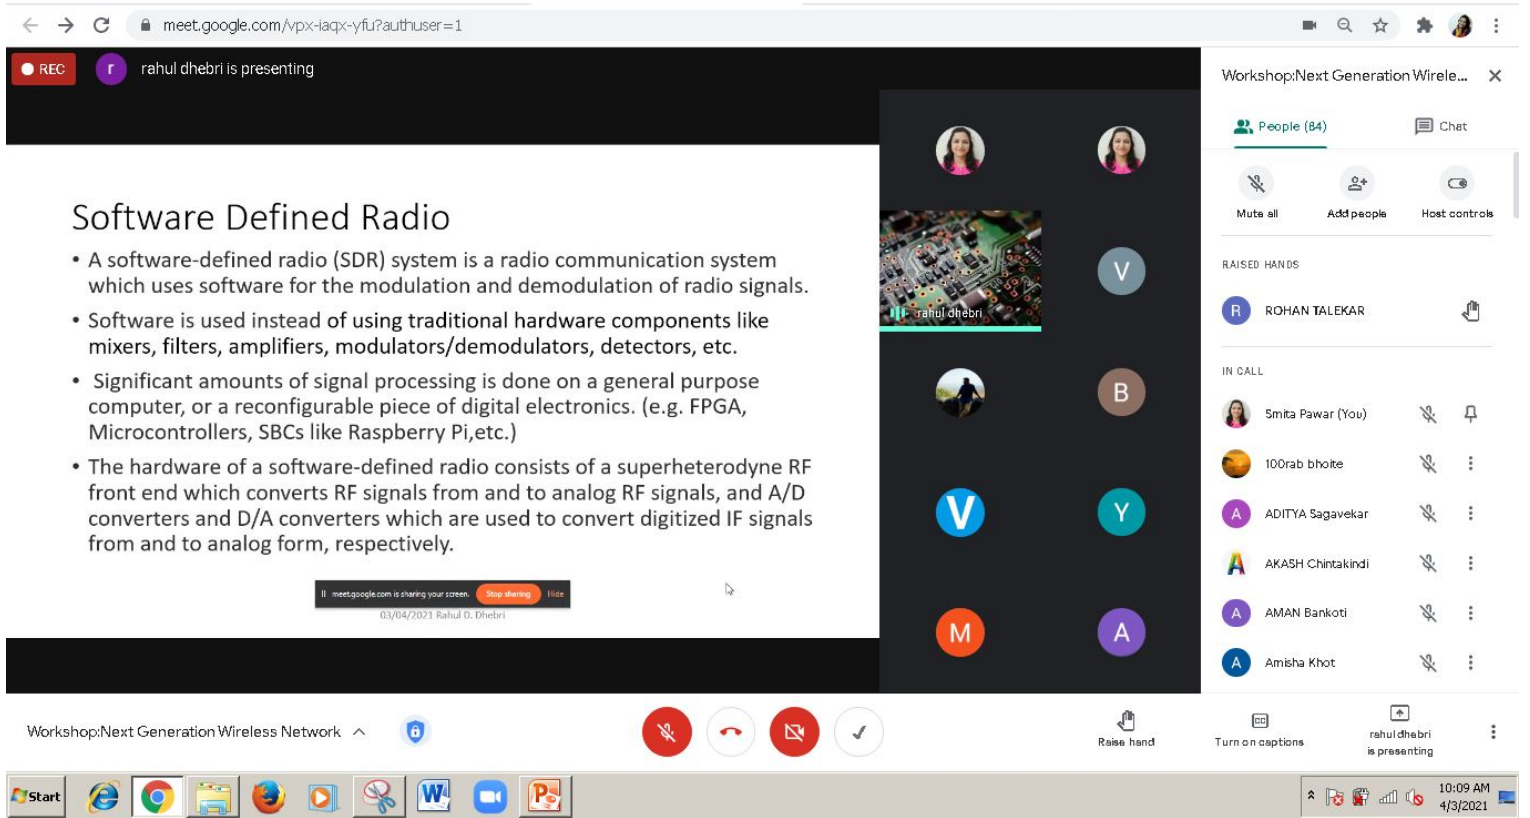 meet.google.com/vpx-iaqx-yfu?authuser=1
REC
r
rahul dhebri is presenting
Software Defined Radio
• A software-defined radio (SDR) system is a radio communication system
which uses software for the modulation and demodulation of radio signals.
• Software is used instead of using traditional hardware components like
mixers, filters, amplifiers, modulators/demodulators, detectors, etc.
• Significant amounts of signal processing is done on a general purpose
computer, or a reconfigurable piece of digital electronics. (e.g. FPGA,
Microcontrollers, SBCs like Raspberry Pi,etc.)
• The hardware of a software-defined radio consists of a superheterodyne RF
front end which converts RF signals from and to analog RF signals, and A/D
converters and D/A converters which are used to convert digitized IF signals
from and to analog form, respectively.
meet.google.com is sharing your screen. Stop sharing Hide
03/04/2021 Rahul D. Dhebri
rahul dhebri
V
B
V
Y
M
A
Workshop:Next Generation Wirele...
People (84)
Chat
Mute all
Add people
Host controls
RAISED HANDS
R
ROHAN TALEKAR
IN CALL
Smita Pawar (You)
100rab bhoite
A
ADITYA Sagavekar
A
AKASH Chintakindi
A
AMAN Bankoti
A
Amisha Khot
Workshop:Next Generation Wireless Network
Raise hand
CC
Turn on captions
rahul dhebri
is presenting
Start
W
P
10:09 AM
4/3/2021